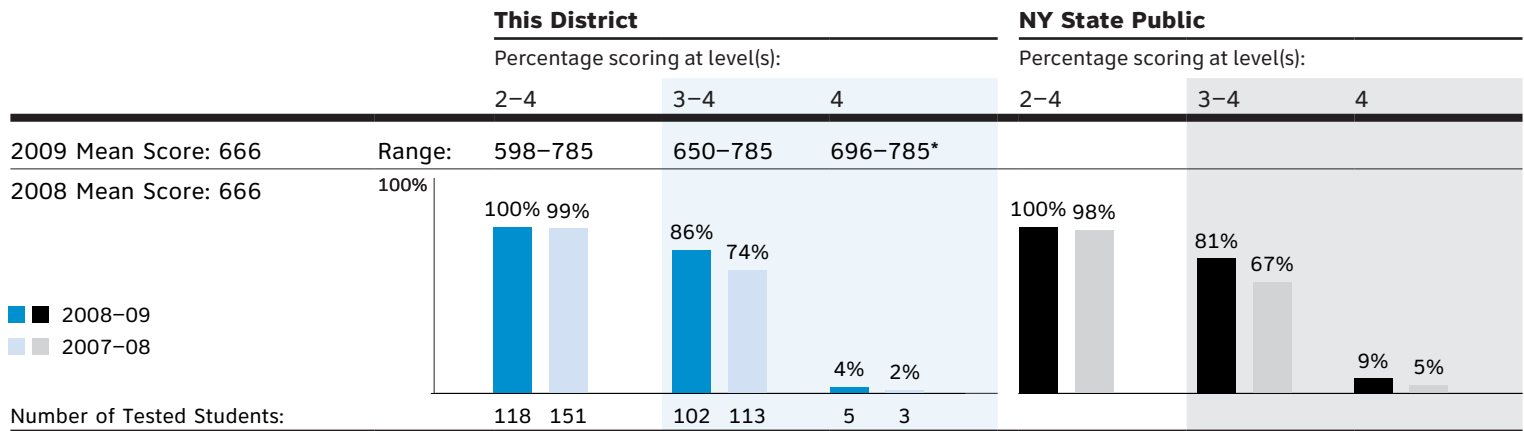 This District NY State Public
Percentage scoring at level(s): Percentage scoring at level(s):
2–4 3–4 4 2–4 3–4 4
2009 Mean Score: 666 Range: 598–785 650–785 696–785*
2008 Mean Score: 666 100%
100% 99% 86% 74% 4% 2% 100% 98% 81% 67% 9% 5%
2008–09
2007–08
Number of Tested Students: 118 151 102 113 5 3